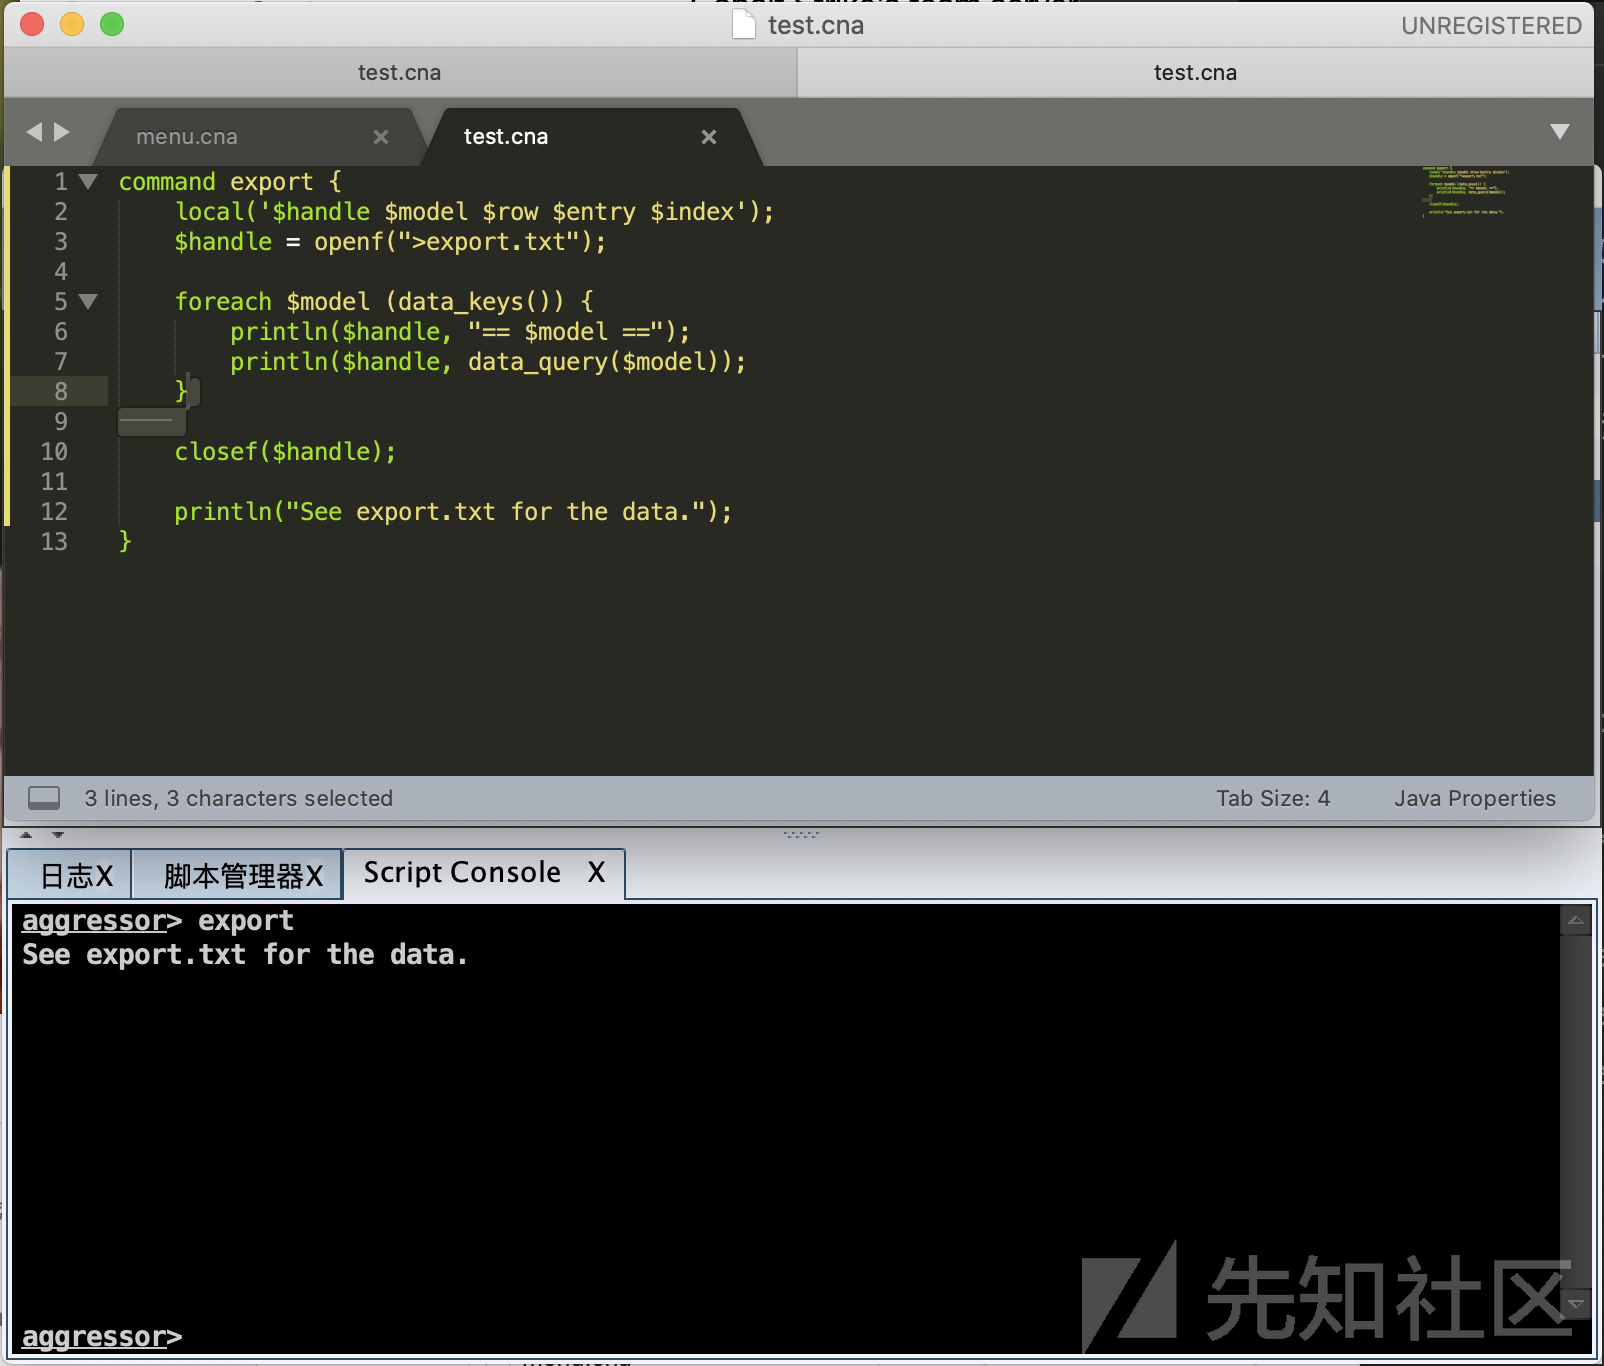 test.cna
UNREGISTERED
test.cna
test.cna
menu.cna
test.cna
1 command export {
2 local('$handle $model $row $entry $index');
3 $handle = openf(">export.txt");
4
5 foreach $model (data_keys()) {
6 println($handle, "== $model ==");
7 println($handle, data_query($model));
8 }
9
10 closef($handle);
11
12 println("See export.txt for the data.");
13 }
3 lines, 3 characters selected
Tab Size: 4
Java Properties
日志X
脚本管理器X
Script Console X
aggressor> export
See export.txt for the data.
aggressor>
先知社区